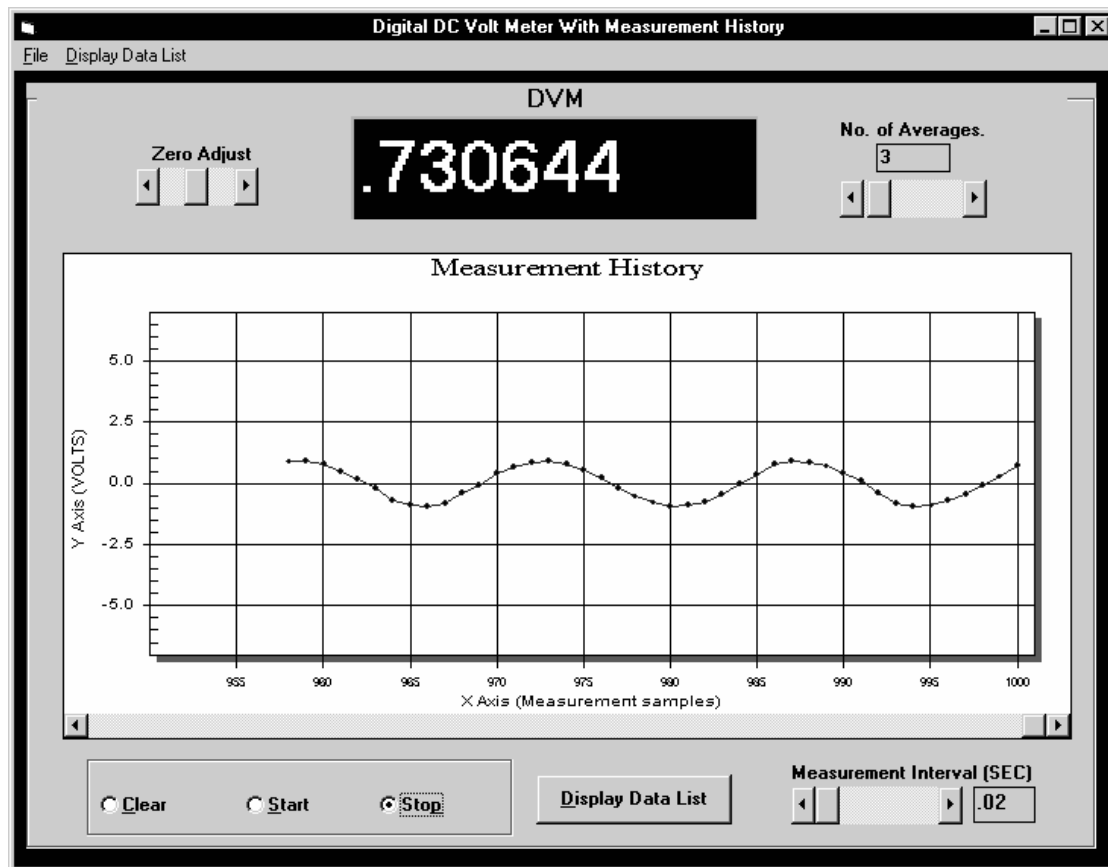 Digital DC Volt Meter With Measurement History
File Display Data List
DVM
Zero Adjust
.730644
No. of Averages.
3
Measurement History
5.0
2.5
0.0
-2.5
-5.0
Y Axis (VOLTS)
955 960 965 970 975 980 985 990 995 1000
X Axis (Measurement samples)
Clear Start Stop
Display Data List
Measurement Interval (SEC)
.02